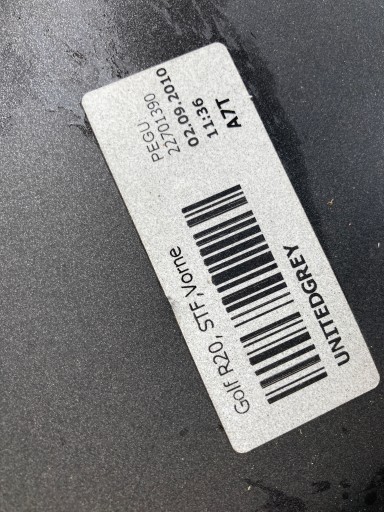 Golf R20, STF, Vorne
UNITEDGREY
PEGU,
22701390
02.09.2010
11:36
A7T